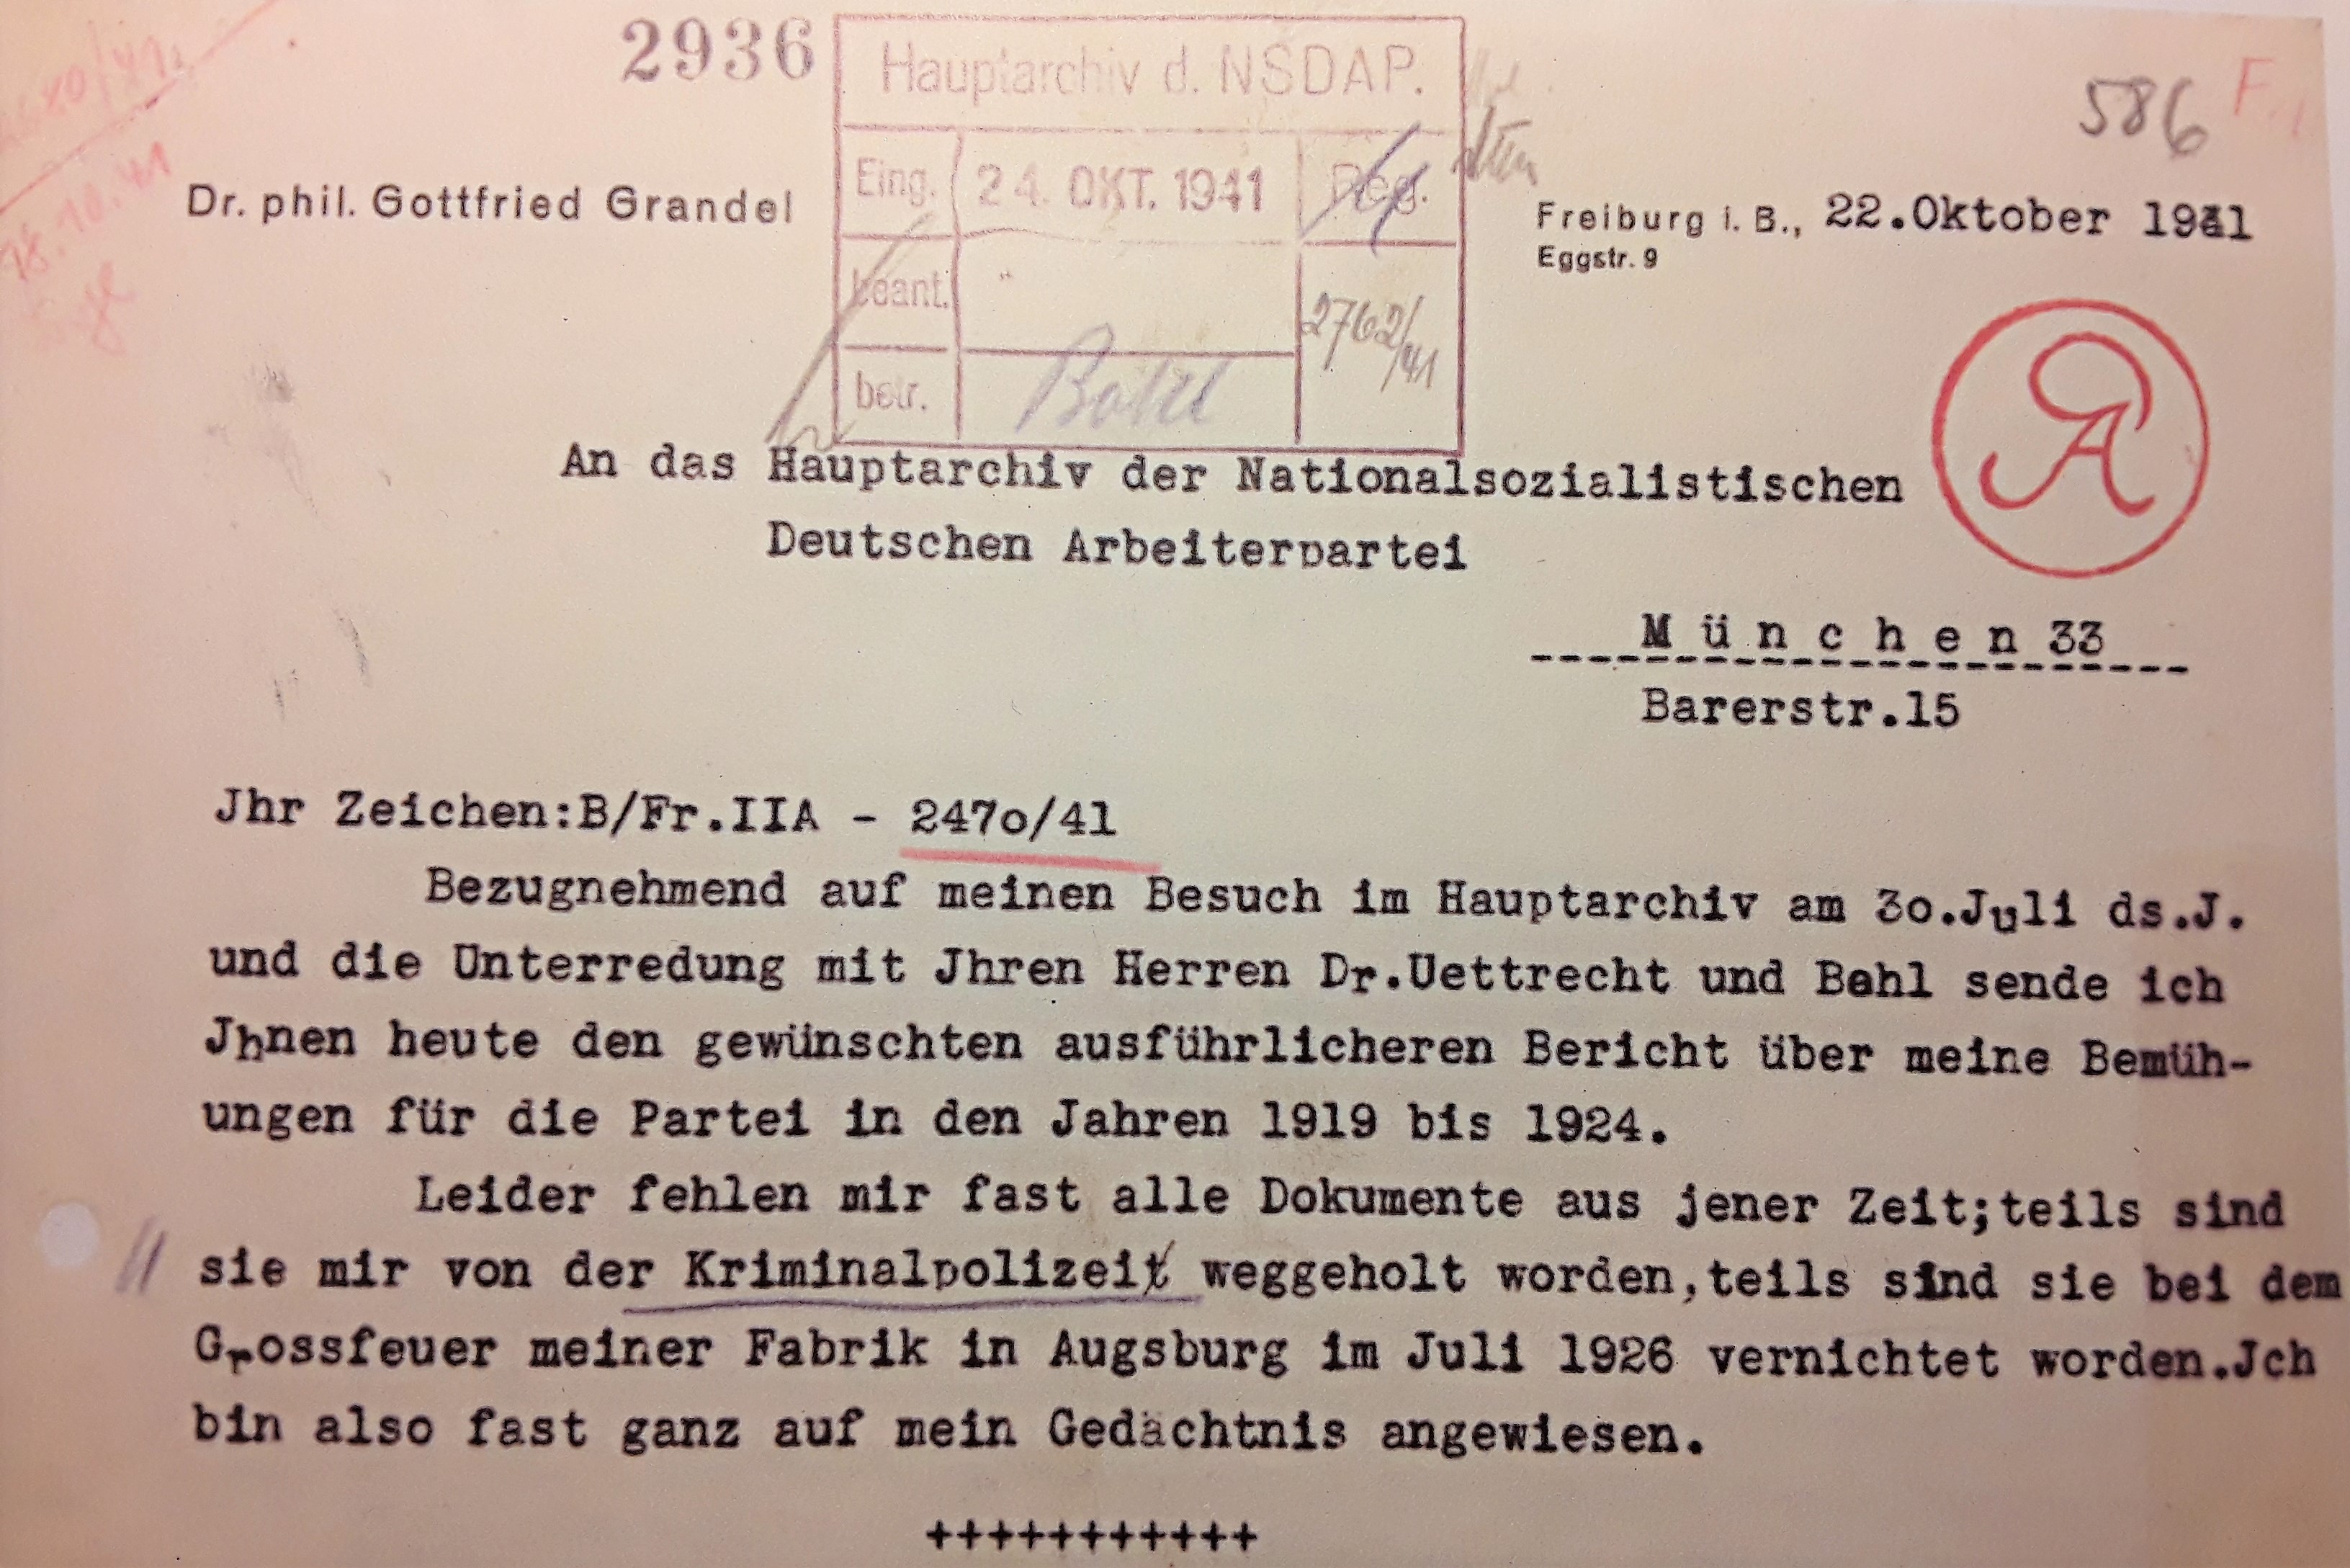 2936
Hauptarchiv d. NSDAP.
586
F
Eing. 24. OKT. 1941
Dr. phil. Gottfried Grandel
Freiburg i. B., 22.Oktober 1941
Eggstr. 9
28.10.41
beant.
2762/41
betr.
A
An das Hauptarchiv der Nationalsozialistischen
Deutschen Arbeiterpartei
München 33
Barerstr.15
Jhr Zeichen:B/Fr.IIA - 247o/41
Bezugnehmend auf meinen Besuch im Hauptarchiv am 3o.Juli ds.J.
und die Unterredung mit Jhren Herren Dr.Uettrecht und Bahl sende ich
Jhnen heute den gewünschten ausführlicheren Bericht über meine Bemüh-
ungen für die Partei in den Jahren 1919 bis 1924.
Leider fehlen mir fast alle Dokumente aus jener Zeit;teils sind
sie mir von der Kriminalpolizei weggeholt worden,teils sind sie bei dem
Grossfeuer meiner Fabrik in Augsburg im Juli 1926 vernichtet worden.Jch
bin also fast ganz auf mein Gedächtnis angewiesen.
+++++++++++